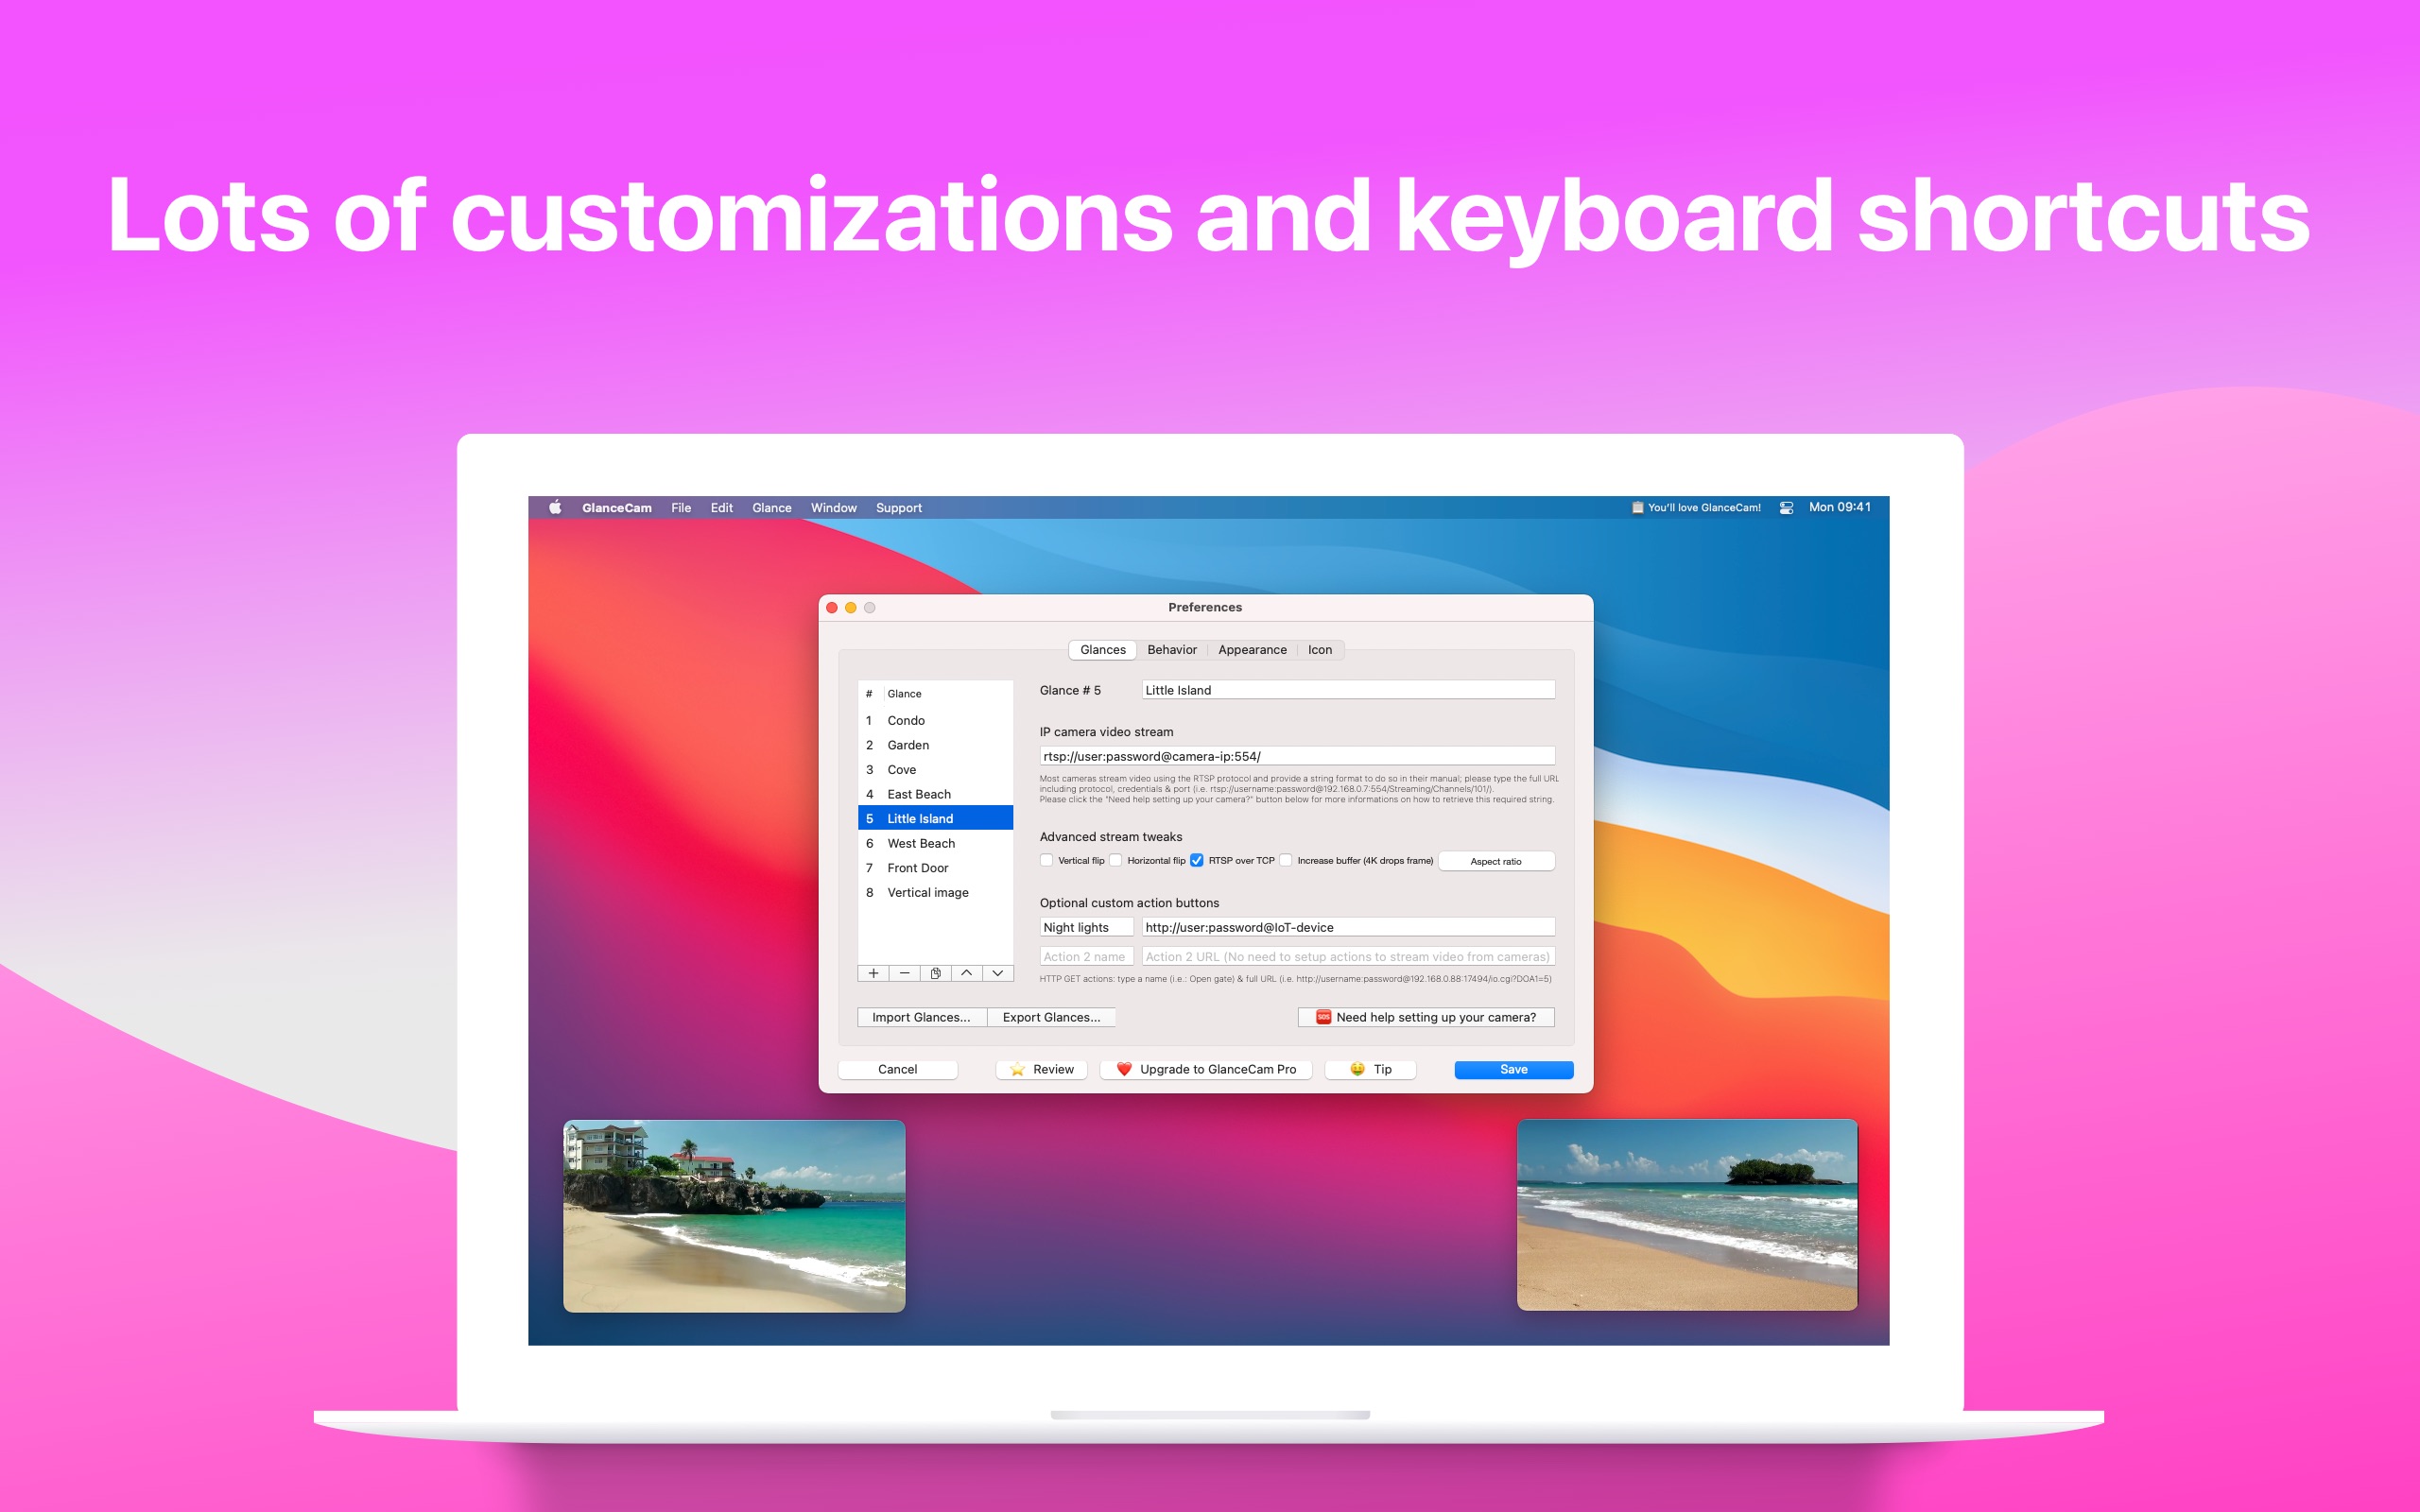 Lots of customizations and keyboard shortcuts
GlanceCam File Edit Glance Window Support
You'll love GlanceCam! Mon 09:41
Preferences
Glances Behavior Appearance Icon
# Glance
1 Condo
2 Garden
3 Cove
4 East Beach
5 Little Island
6 West Beach
7 Front Door
8 Vertical image
Glance # 5 Little Island
IP camera video stream
rtsp://user:password@camera-ip:554/
Most cameras stream video using the RTSP protocol and provide a string format to do so in their manual; please type the full URL
including protocol, credentials & port (i.e. rtsp://username:password@192.168.0.7:554/Streaming/Channels/101/).
Please click the "Need help setting up your camera?" button below for more informations on how to retrieve this required string.
Advanced stream tweaks
Vertical flip Horizontal flip RTSP over TCP Increase buffer (4K drops frame) Aspect ratio
Optional custom action buttons
Night lights http://user:password@IoT-device
Action 2 name Action 2 URL (No need to setup actions to stream video from cameras)
HTTP GET actions: type a name (i.e.: Open gate) & full URL (i.e. http://username:password@192.168.0.88:17494/io.cgi?DOA1=5)
Import Glances... Export Glances... SOS Need help setting up your camera?
Cancel Review Upgrade to GlanceCam Pro Tip Save